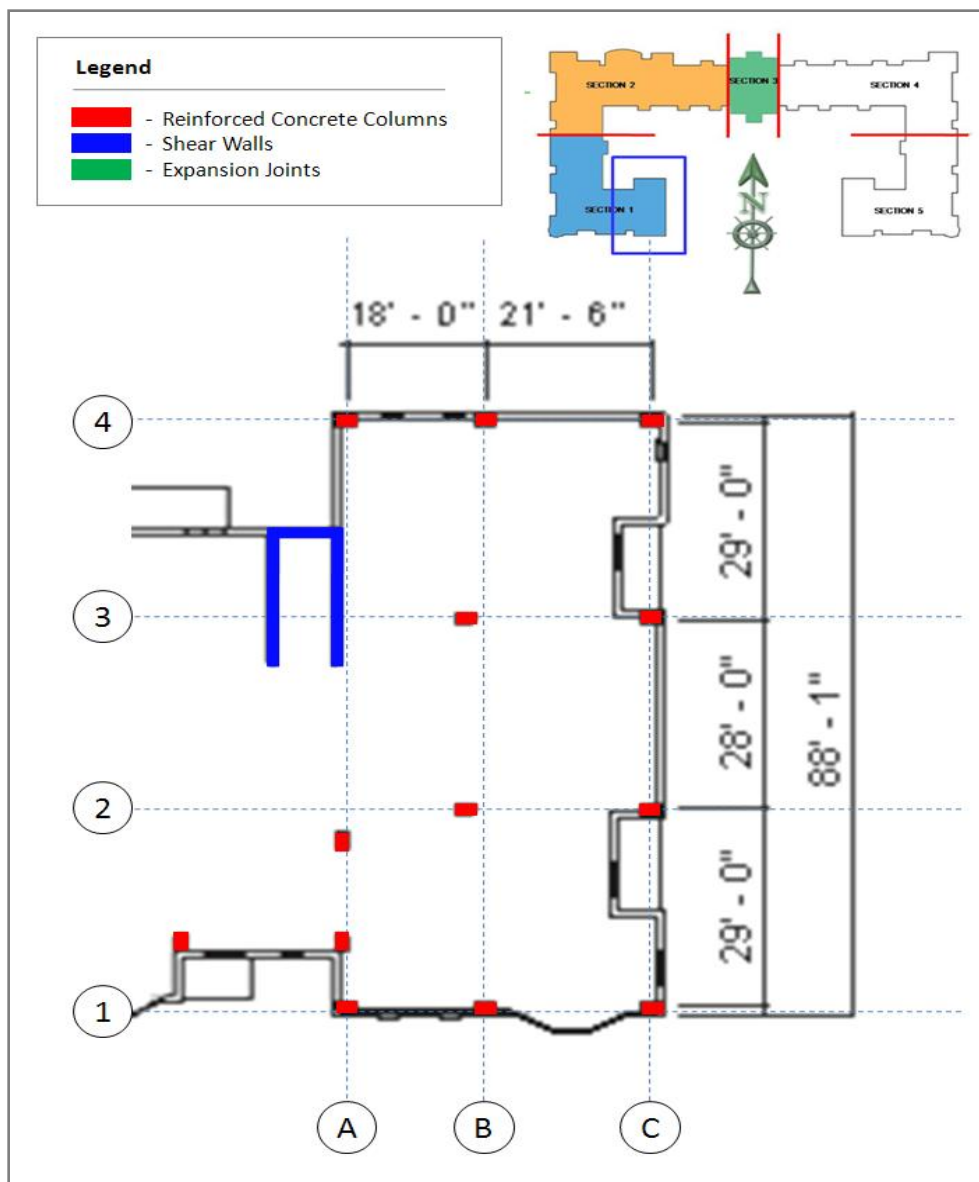 Legend
- Reinforced Concrete Columns
- Shear Walls
- Expansion Joints
SECTION 2
SECTION 3
SECTION 4
SECTION 1
SECTION 5
N
18' - 0"
21' - 6"
4
3
2
1
29' - 0"
28' - 0"
29' - 0"
88' - 1"
A
B
C